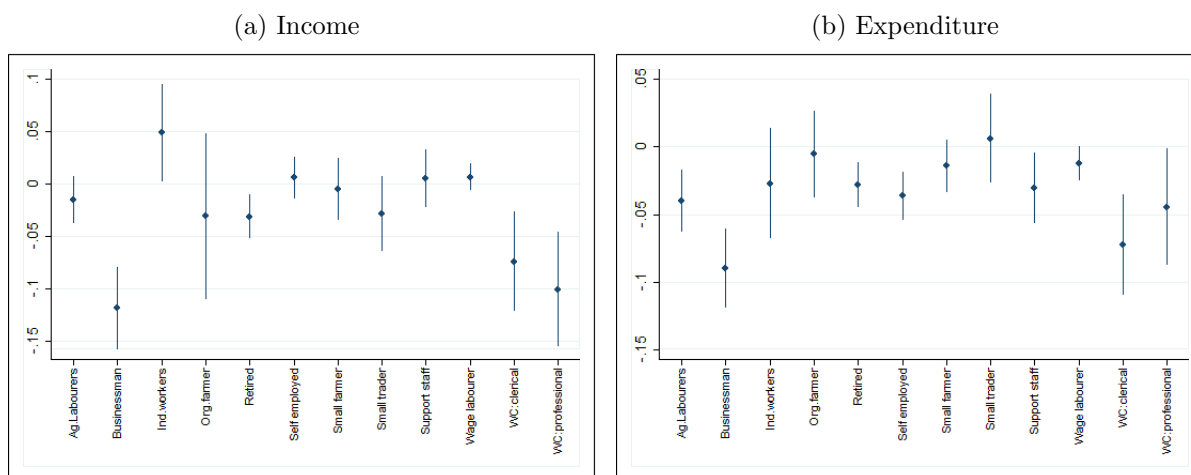 (a) Income
.1
.05
0
-.05
-.1
-.15
Ag.Labourers
Businessman
Ind.workers
Org.farmer
Retired
Self employed
Small farmer
Small trader
Support staff
Wage labourer
WC:clerical
WC:professional
(b) Expenditure
.05
0
-.05
-.1
-.15
Ag.Labourers
Businessman
Ind.workers
Org.farmer
Retired
Self employed
Small farmer
Small trader
Support staff
Wage labourer
WC:clerical
WC:professional